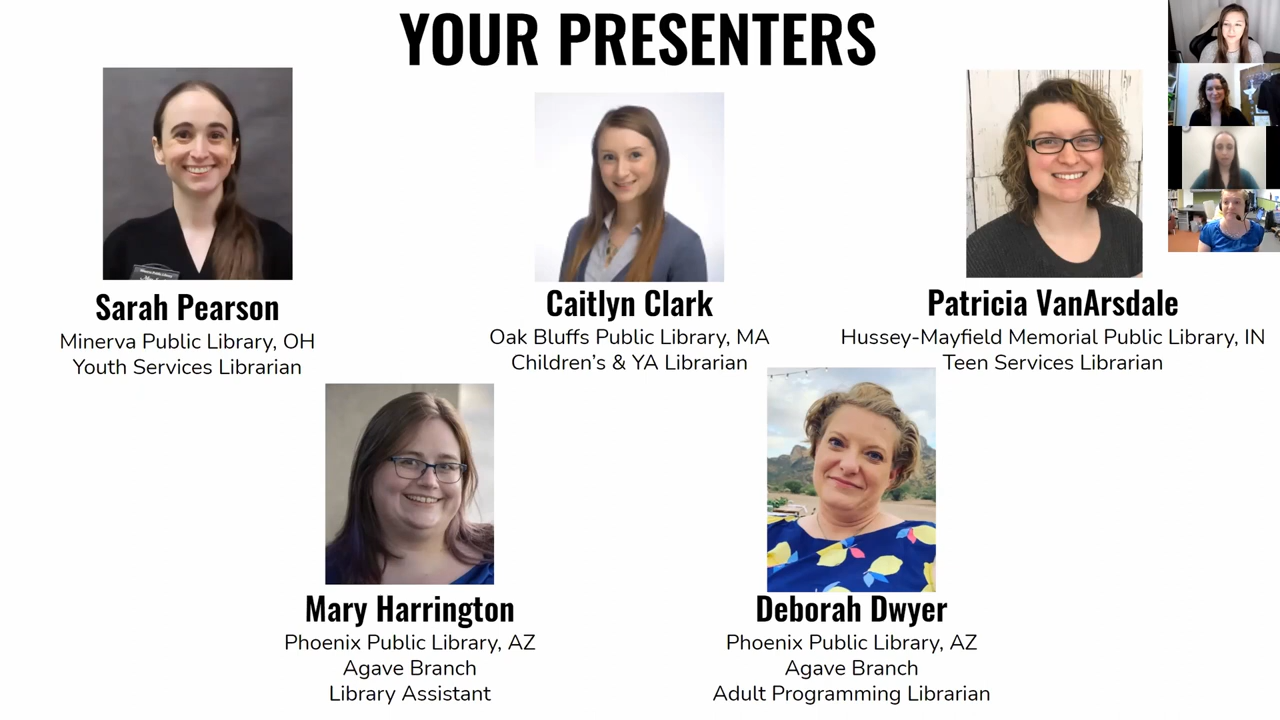 YOUR PRESENTERS
Sarah Pearson
Minerva Public Library, OH
Youth Services Librarian
Caitlyn Clark
Oak Bluffs Public Library, MA
Children's & YA Librarian
Patricia VanArsdale
Hussey-Mayfield Memorial Public Library, IN
Teen Services Librarian
Mary Harrington
Phoenix Public Library, AZ
Agave Branch
Library Assistant
Deborah Dwyer
Phoenix Public Library, AZ
Agave Branch
Adult Programming Librarian